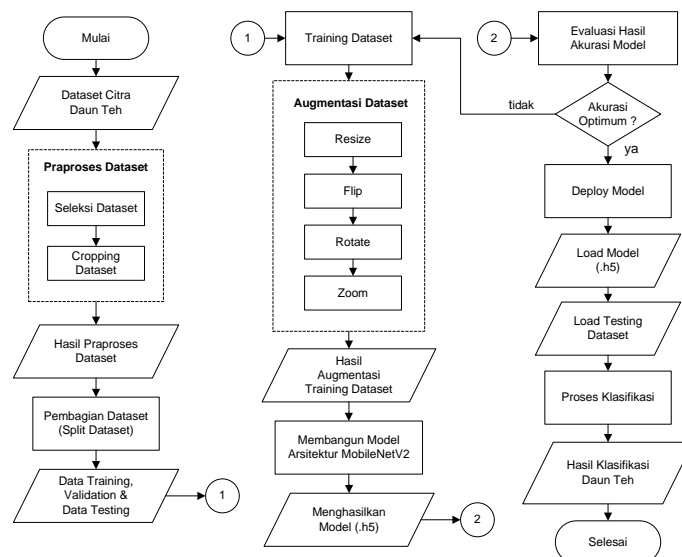 Mulai
Dataset Citra
Daun Teh
Praproses Dataset
Seleksi Dataset
Cropping
Dataset
Hasil Praproses
Dataset
Pembagian Dataset
(Split Dataset)
Data Training,
Validation &
Data Testing
1
1
Training Dataset
Augmentasi Dataset
Resize
Flip
Rotate
Zoom
Hasil
Augmentasi
Training Dataset
Membangun Model
Arsitektur MobileNetV2
Menghasilkan
Model (.h5)
2
2
Evaluasi Hasil
Akurasi Model
Akurasi
Optimum ?
tidak
ya
Deploy Model
Load Model
(.h5)
Load Testing
Dataset
Proses Klasifikasi
Hasil Klasifikasi
Daun Teh
Selesai